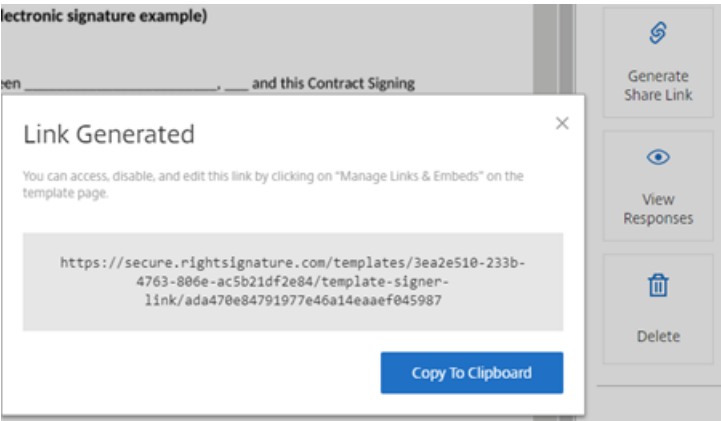 lectronic signature example)
een ____________________________, ___ and this Contract Signing
Link Generated
You can access, disable, and edit this link by clicking on "Manage Links & Embeds" on the
template page.
https://secure.rightsignature.com/templates/3ea2e510-233b-
4763-806e-ac5b21df2e84/template-signer-
link/ada470e84791977e46a14eaaef045987
Copy To Clipboard
Generate
Share Link
View
Responses
Delete